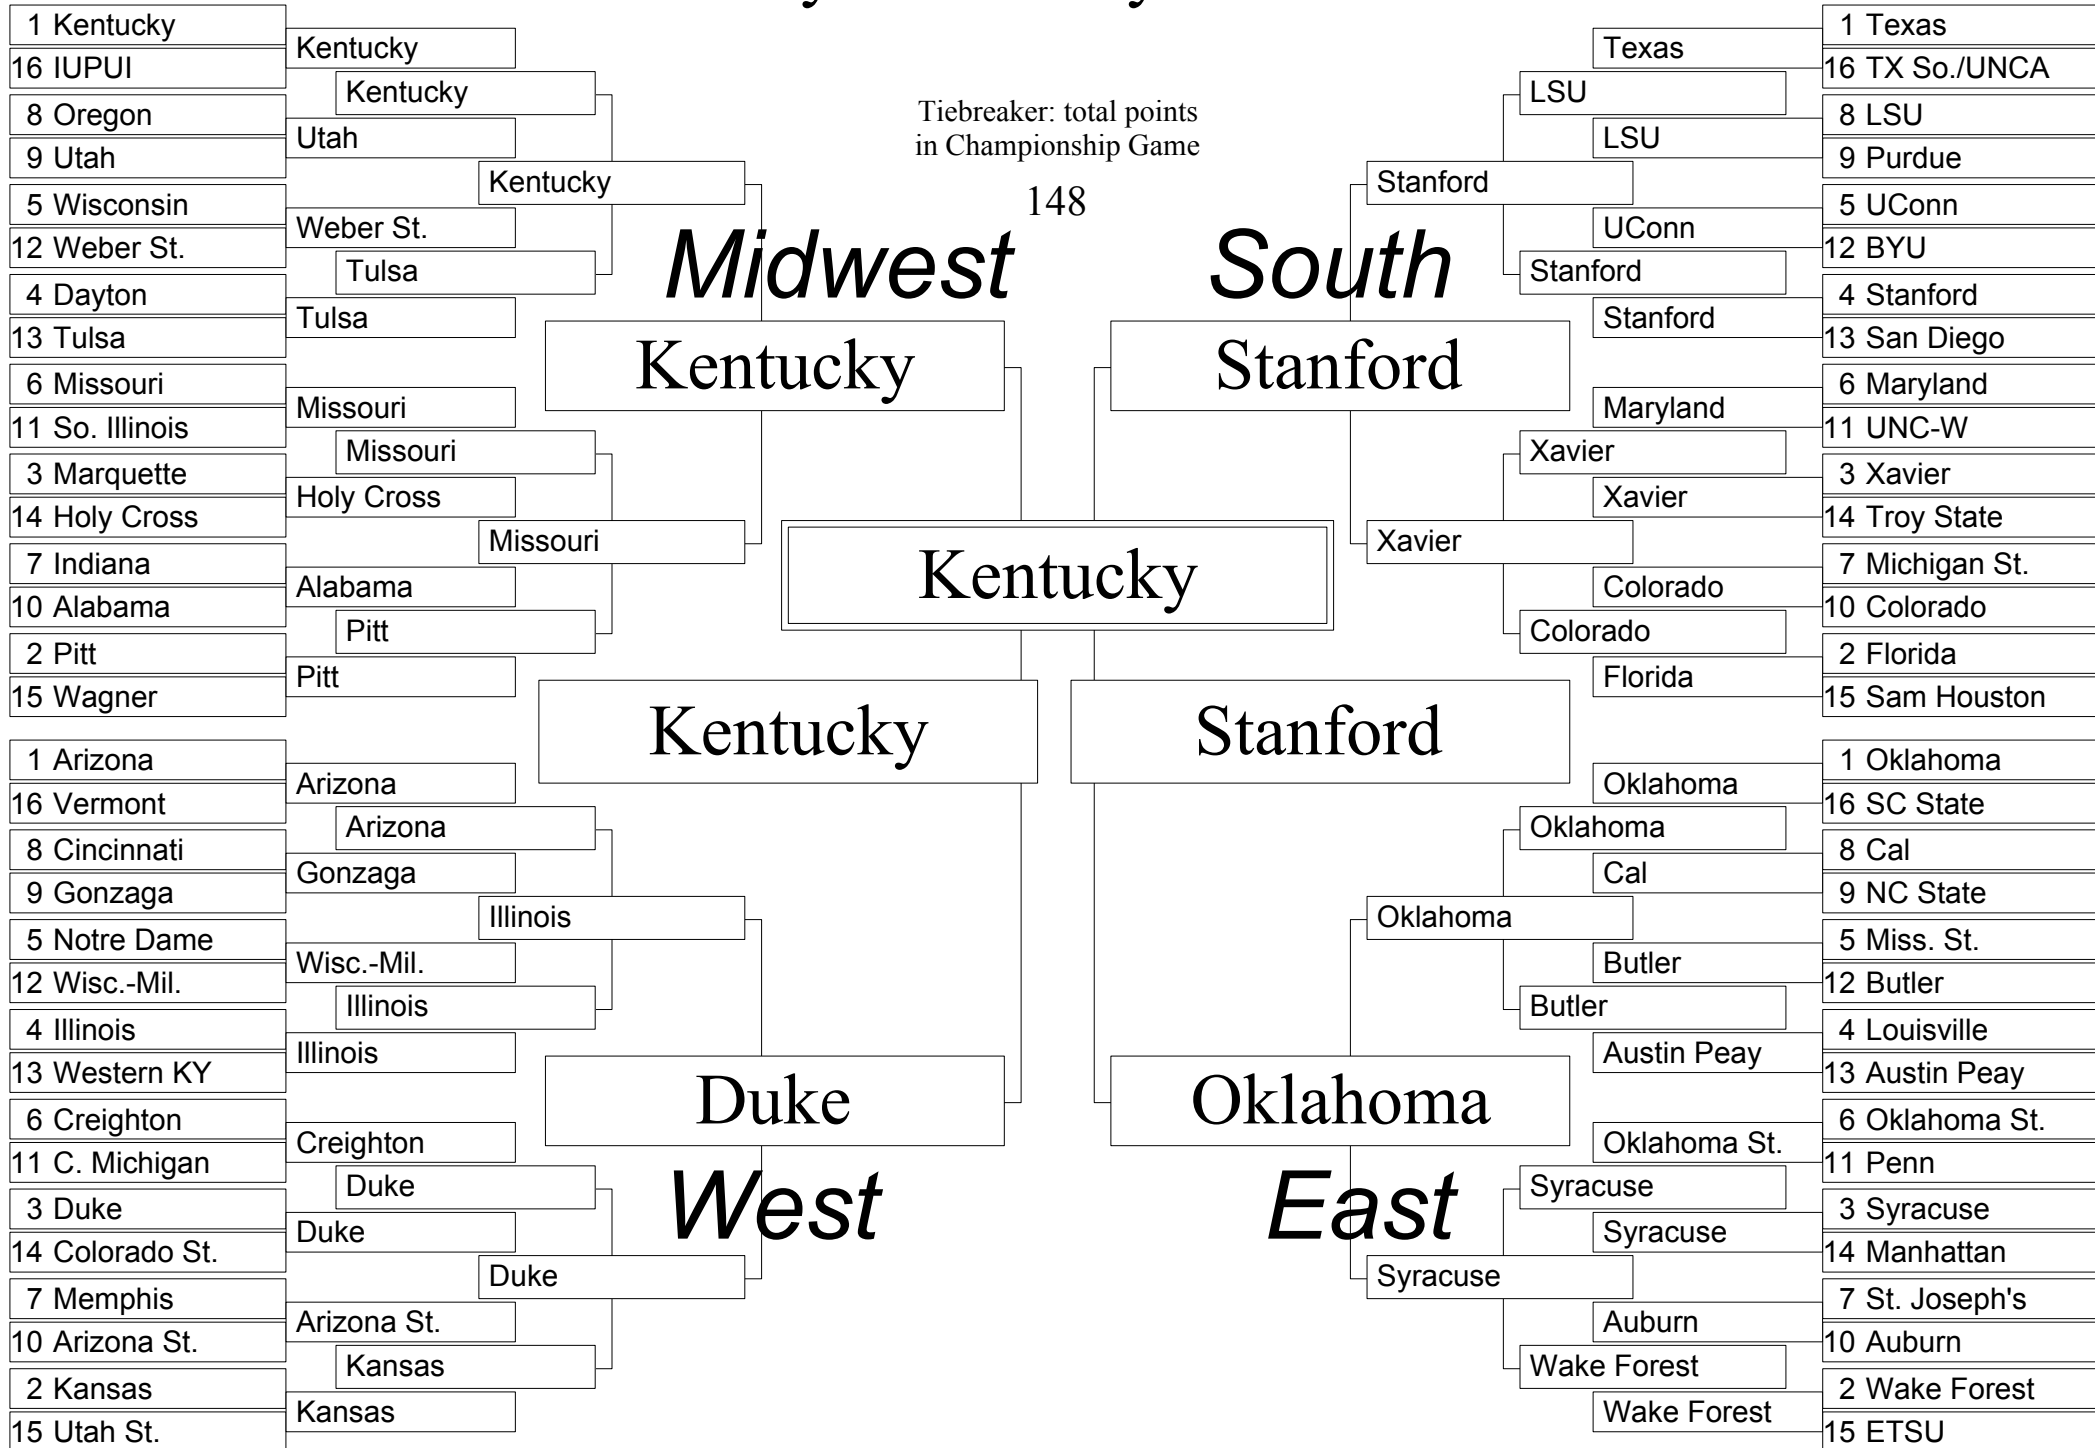 1 Kentucky
16 IUPUI
8 Oregon
9 Utah
5 Wisconsin
12 Weber St.
4 Dayton
13 Tulsa
6 Missouri
11 So. Illinois
3 Marquette
14 Holy Cross
7 Indiana
10 Alabama
2 Pitt
15 Wagner
Kentucky
Utah
Weber St.
Tulsa
Missouri
Holy Cross
Alabama
Pitt
Kentucky
Tulsa
Missouri
Pitt
Kentucky
Missouri
Midwest
Kentucky
1 Arizona
16 Vermont
8 Cincinnati
9 Gonzaga
5 Notre Dame
12 Wisc.-Mil.
4 Illinois
13 Western KY
6 Creighton
11 C. Michigan
3 Duke
14 Colorado St.
7 Memphis
10 Arizona St.
2 Kansas
15 Utah St.
Arizona
Gonzaga
Wisc.-Mil.
Illinois
Creighton
Duke
Arizona St.
Kansas
Arizona
Illinois
Duke
Kansas
Illinois
Duke
Duke
West
Tiebreaker: total points
in Championship Game
148
Kentucky
Kentucky
Stanford
South
Stanford
Stanford
Xavier
LSU
Stanford
Xavier
Colorado
Texas
LSU
UConn
Stanford
Maryland
Xavier
Colorado
Florida
1 Texas
16 TX So./UNCA
8 LSU
9 Purdue
5 UConn
12 BYU
4 Stanford
13 San Diego
6 Maryland
11 UNC-W
3 Xavier
14 Troy State
7 Michigan St.
10 Colorado
2 Florida
15 Sam Houston
Oklahoma
East
Oklahoma
Syracuse
Oklahoma
Butler
Syracuse
Wake Forest
Oklahoma
Cal
Butler
Austin Peay
Oklahoma St.
Syracuse
Auburn
Wake Forest
1 Oklahoma
16 SC State
8 Cal
9 NC State
5 Miss. St.
12 Butler
4 Louisville
13 Austin Peay
6 Oklahoma St.
11 Penn
3 Syracuse
14 Manhattan
7 St. Joseph's
10 Auburn
2 Wake Forest
15 ETSU